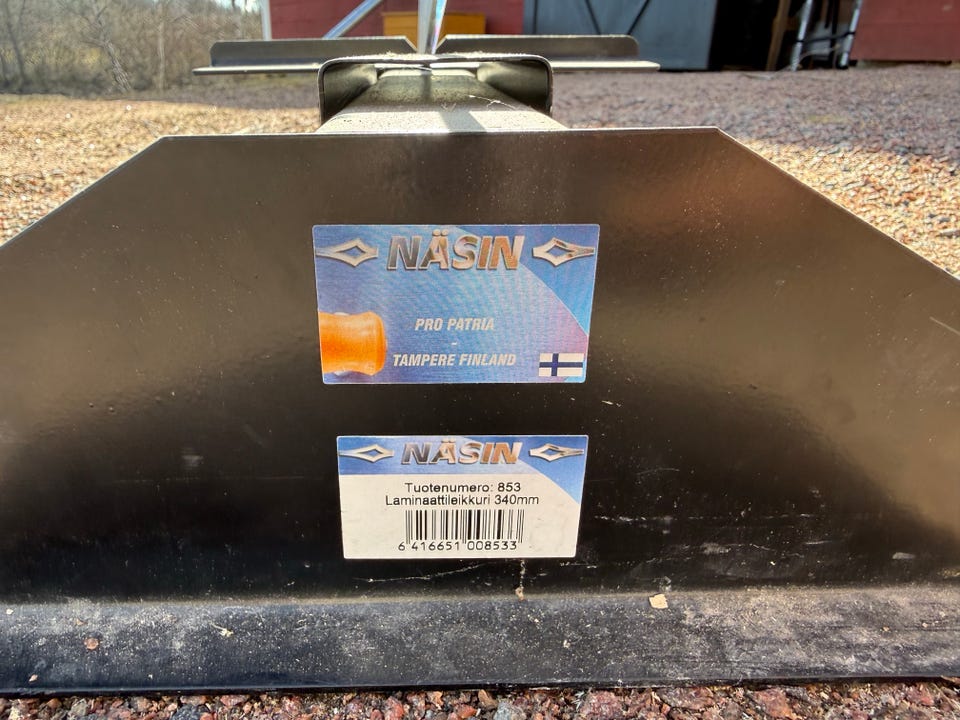 NÄSIN
PRO PATRIA
-
TAMPERE FINLAND
NÄSIN
Tuotenumero: 853
Laminaattileikkuri 340mm
6 416651 008533